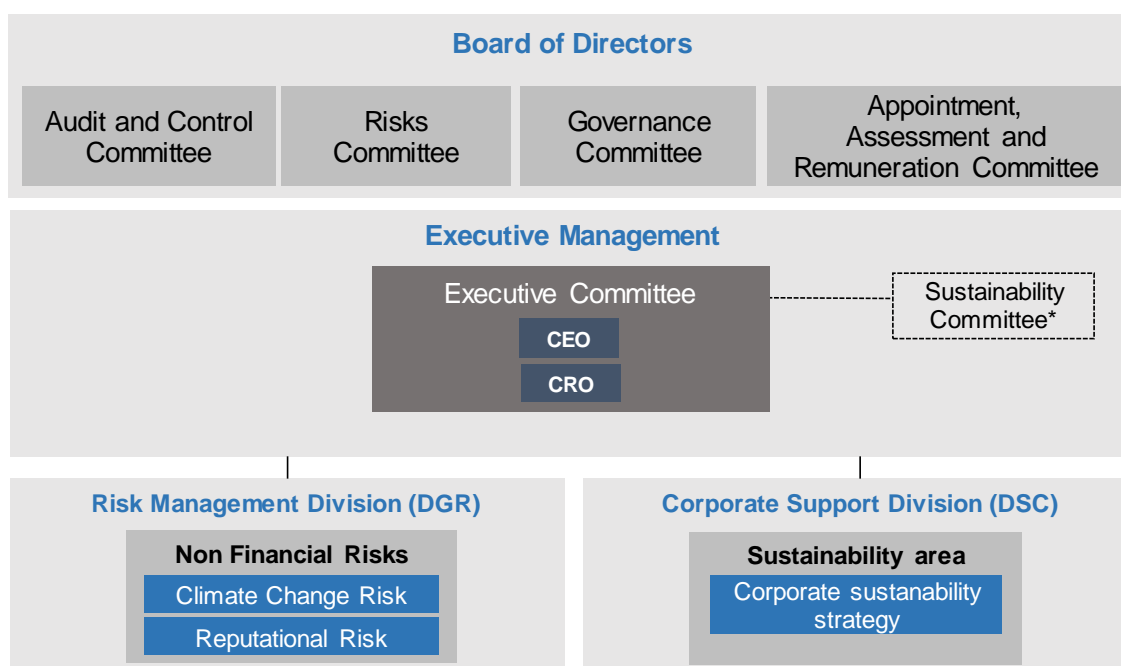 Board of Directors
Audit and Control
Committee
Risks
Committee
Governance
Committee
Appointment,
Assessment and
Remuneration Committee
Executive Management
Executive Committee
CEO
CRO
Sustainability
Committee*
Risk Management Division (DGR)
Non Financial Risks
Climate Change Risk
Reputational Risk
Corporate Support Division (DSC)
Sustainability area
Corporate sustanability
strategy